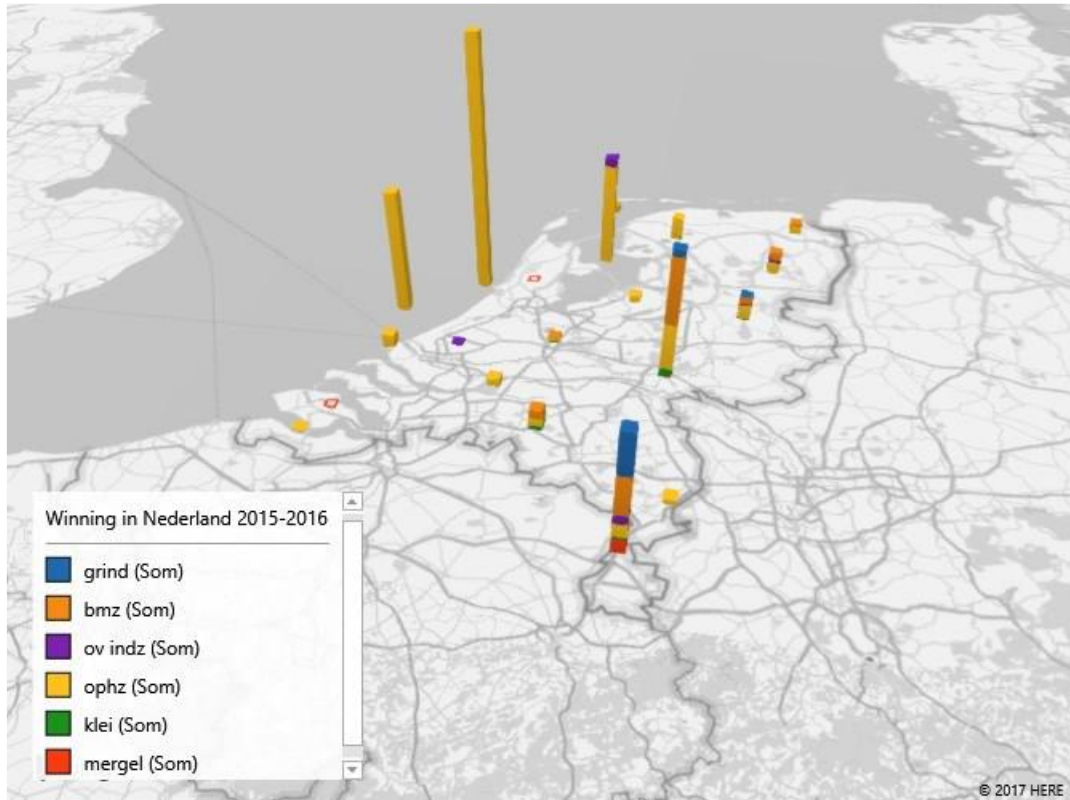 Winning in Nederland 2015-2016
grind (Som)
bmz (Som)
ov indz (Som)
ophz (Som)
klei (Som)
mergel (Som)
© 2017 HERE